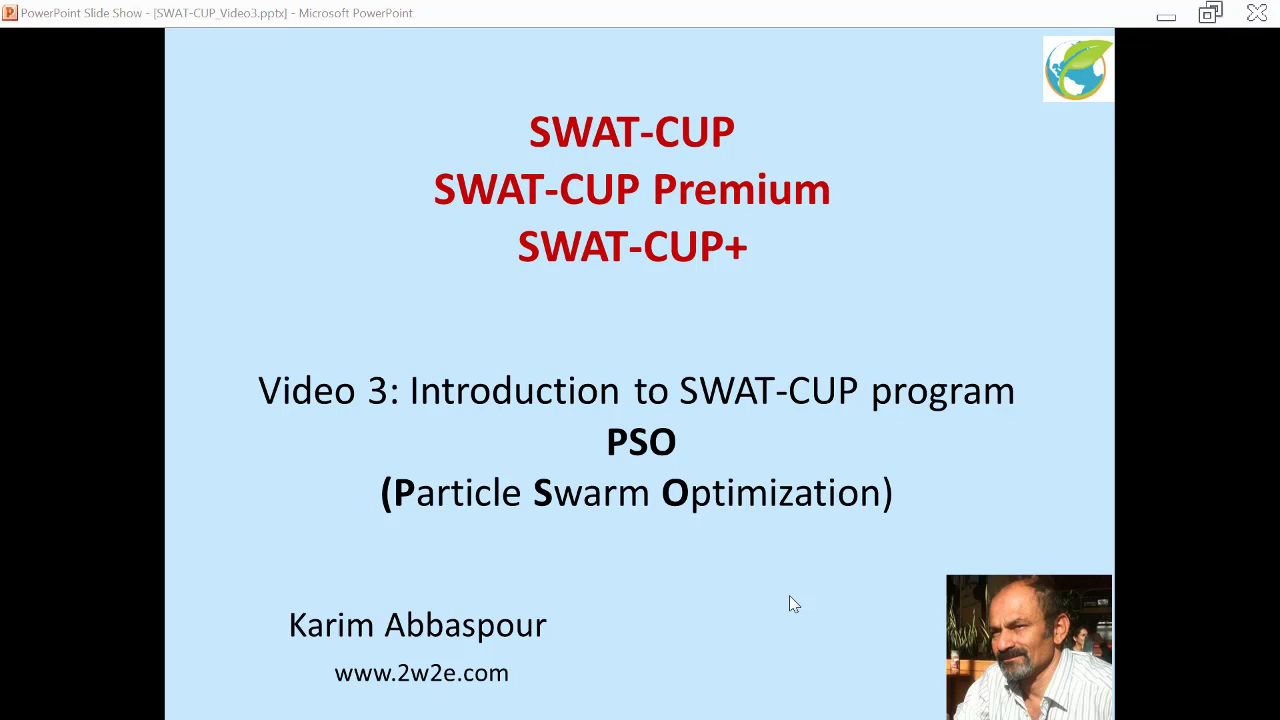 PowerPoint Slide Show - [SWAT-CUP_Video3.pptx] - Microsoft PowerPoint
SWAT-CUP
SWAT-CUP Premium
SWAT-CUP+
Video 3: Introduction to SWAT-CUP program
PSO
(Particle Swarm Optimization)
Karim Abbaspour
www.2w2e.com